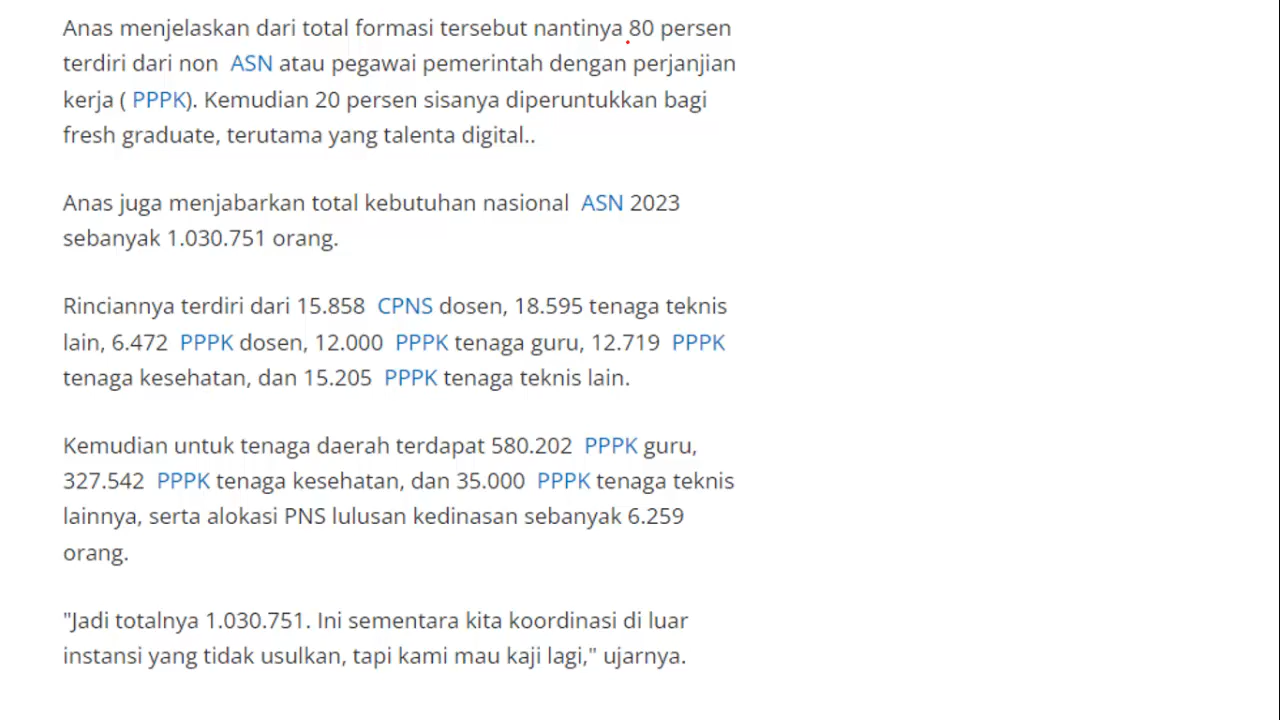 Anas menjelaskan dari total formasi tersebut nantinya 80 persen
terdiri dari non ASN atau pegawai pemerintah dengan perjanjian
kerja ( PPPK). Kemudian 20 persen sisanya diperuntukkan bagi
fresh graduate, terutama yang talenta digital..
Anas juga menjabarkan total kebutuhan nasional ASN 2023
sebanyak 1.030.751 orang.
Rinciannya terdiri dari 15.858 CPNS dosen, 18.595 tenaga teknis
lain, 6.472 PPPK dosen, 12.000 PPPK tenaga guru, 12.719 PPPK
tenaga kesehatan, dan 15.205 PPPK tenaga teknis lain.
Kemudian untuk tenaga daerah terdapat 580.202 PPPK guru,
327.542 PPPK tenaga kesehatan, dan 35.000 PPPK tenaga teknis
lainnya, serta alokasi PNS lulusan kedinasan sebanyak 6.259
orang.
"Jadi totalnya 1.030.751. Ini sementara kita koordinasi di luar
instansi yang tidak usulkan, tapi kami mau kaji lagi," ujarnya.